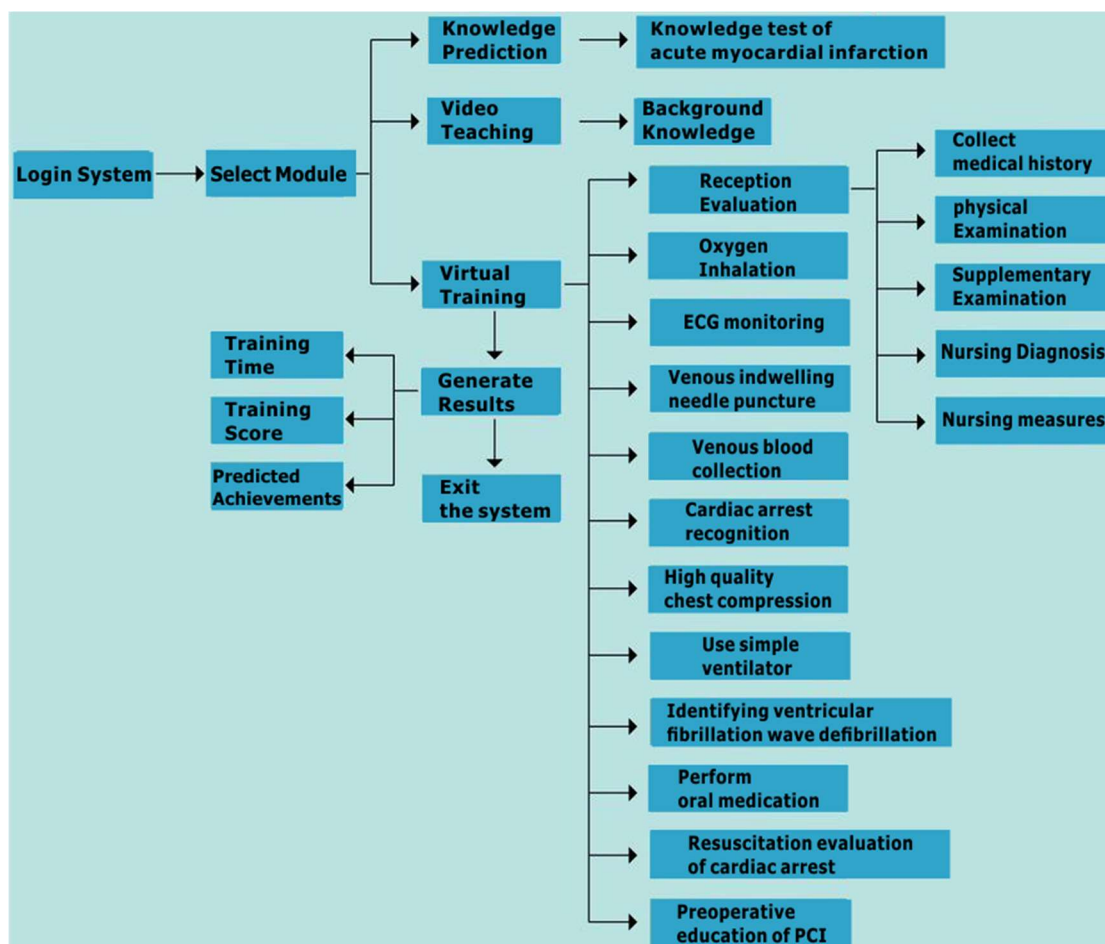 Login System
Select Module
Knowledge
Prediction
Knowledge test of
acute myocardial infarction
Video
Teaching
Background
Knowledge
Virtual
Training
Generate
Results
Exit
the system
Training
Time
Training
Score
Predicted
Achievements
Reception
Evaluation
Oxygen
Inhalation
ECG monitoring
Venous indwelling
needle puncture
Venous blood
collection
Cardiac arrest
recognition
High quality
chest compression
Use simple
ventilator
Identifying ventricular
fibrillation wave defibrillation
Perform
oral medication
Resuscitation evaluation
of cardiac arrest
Preoperative
education of PCI
Collect
medical history
physical
Examination
Supplementary
Examination
Nursing Diagnosis
Nursing measures